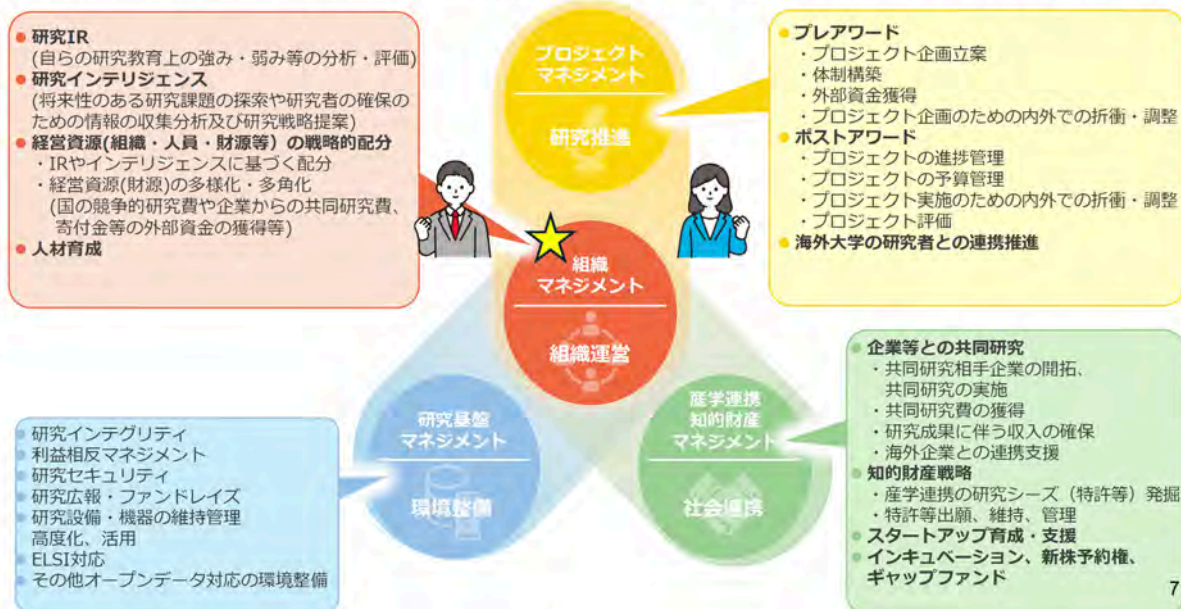 ● 研究IR
(自らの研究教育上の強み・弱み等の分析・評価)
● 研究インテリジェンス
(将来性のある研究課題の探索や研究者の確保の
ための情報の収集分析及び研究戦略提案)
● 経営資源(組織・人員・財源等）の戦略的配分
・IRやインテリジェンスに基づく配分
・経営資源(財源)の多様化・多角化
(国の競争的研究費や企業からの共同研究費、
寄付金等の外部資金の獲得等)
● 人材育成
プロジェクト
マネジメント
研究推進
● プレアワード
・プロジェクト企画立案
・体制構築
・外部資金獲得
・プロジェクト企画のための内外での折衝・調整
● ポストアワード
・プロジェクトの進捗管理
・プロジェクトの予算管理
・プロジェクト実施のための内外での折衝・調整
・プロジェクト評価
● 海外大学の研究者との連携推進
組織
マネジメント
組織運営
研究基盤
マネジメント
環境整備
産学連携
知的財産
マネジメント
社会連携
● 研究インテグリティ
● 利益相反マネジメント
● 研究セキュリティ
● 研究広報・ファンドレイズ
● 研究設備・機器の維持管理
高度化、活用
● ELSI対応
● その他オープンデータ対応の環境整備
● 企業等との共同研究
・共同研究相手企業の開拓、
共同研究の実施
・共同研究費の獲得
・研究成果に伴う収入の確保
・海外企業との連携支援
● 知的財産戦略
・産学連携の研究シーズ（特許等）発掘
・特許等出願、維持、管理
● スタートアップ育成・支援
● インキュベーション、新株予約権、
ギャップファンド
7